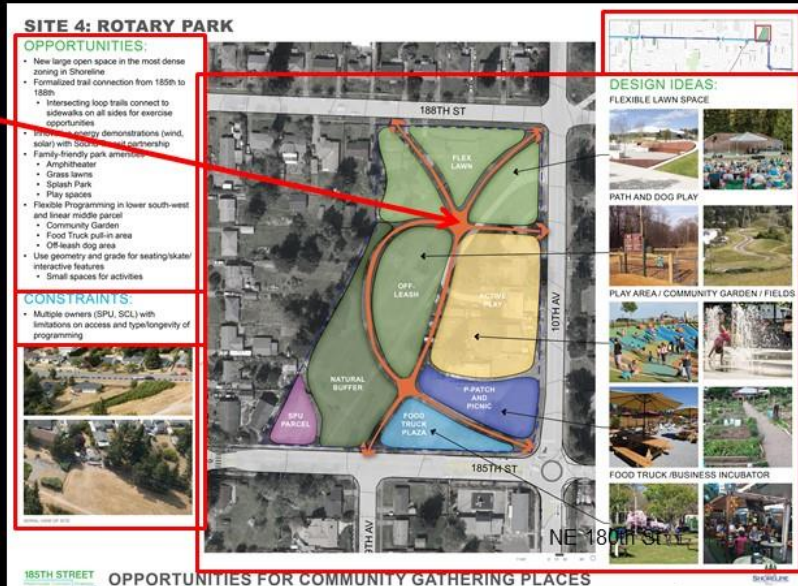 SITE 4: ROTARY PARK
OPPORTUNITIES:
• New large open space in the most dense
zoning in Shoreline
• Formalized trail connection from 185th to
188th
• Intersecting loop trails connect to
sidewalks on all sides for exercise
opportunities
• Innovative energy demonstrations (wind,
solar) with Sound Transit partnership
• Family-friendly park amenities
• Amphitheater
• Grass lawns
• Splash Park
• Play spaces
• Flexible Programming in lower south-west
and linear middle parcel
• Community Garden
• Food Truck pull-in area
• Off-leash dog area
• Use geometry and grade for seating/skate/
interactive features
• Small spaces for activities
CONSTRAINTS:
• Multiple owners (SPU, SCL) with
limitations on access and type/longevity of
programming
AERIAL VIEW OF SITE
188TH ST
FLEX
LAWN
OFF-
LEASH
ACTIVE
PLAY
10TH AV
NATURAL
BUFFER
P-PATCH
AND
PICNIC
SPU
PARCEL
FOOD
TRUCK
PLAZA
185TH ST
9TH AV
NE 180th St
DESIGN IDEAS:
FLEXIBLE LAWN SPACE
PATH AND DOG PLAY
PLAY AREA / COMMUNITY GARDEN / FIELDS
FOOD TRUCK /BUSINESS INCUBATOR
185TH STREET
OPPORTUNITIES FOR COMMUNITY GATHERING PLACES
SHORELINE